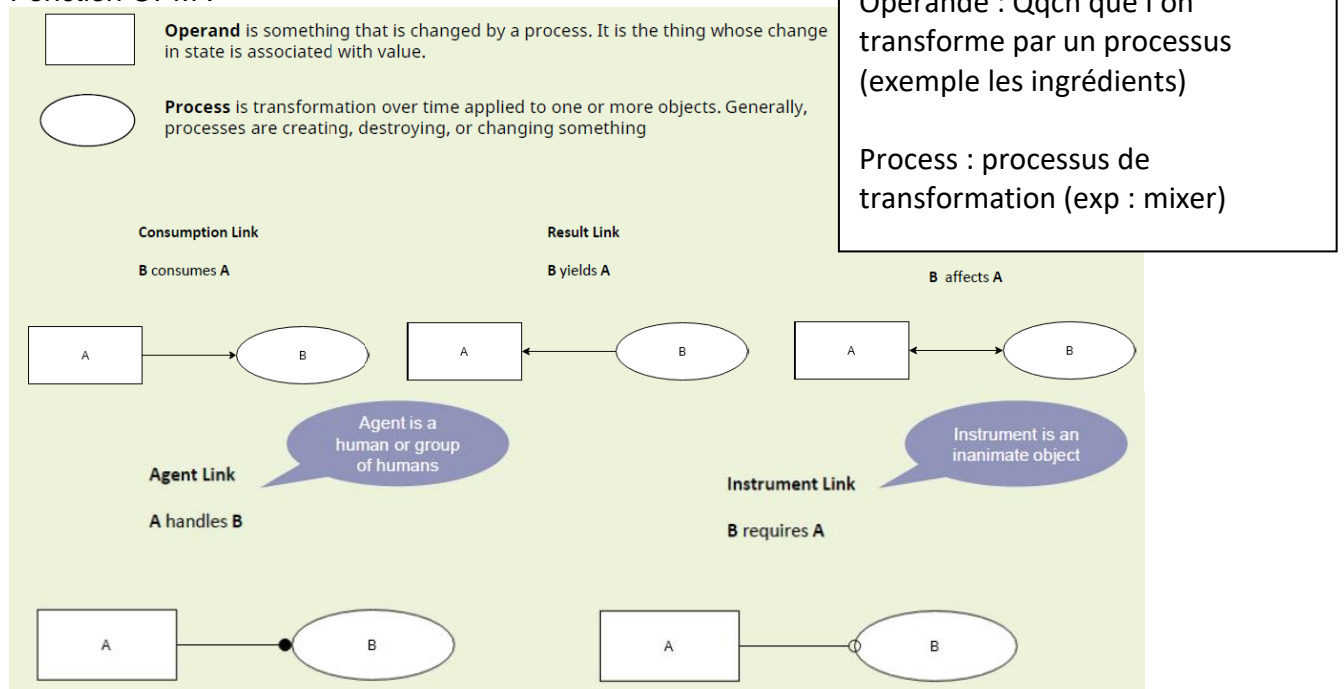 Operand is something that is changed by a process. It is the thing whose change
in state is associated with value.
Process is transformation over time applied to one or more objects. Generally,
processes are creating, destroying, or changing something
Opérande : Qqch que l'on
transforme par un processus
(exemple les ingrédients)
Process : processus de
transformation (exp : mixer)
Consumption Link
B consumes A
Result Link
B yields A
B affects A
A
B
A
B
A
B
Agent is a
human or group
of humans
Agent Link
A handles B
Instrument is an
inanimate object
Instrument Link
B requires A
A
B
A
B